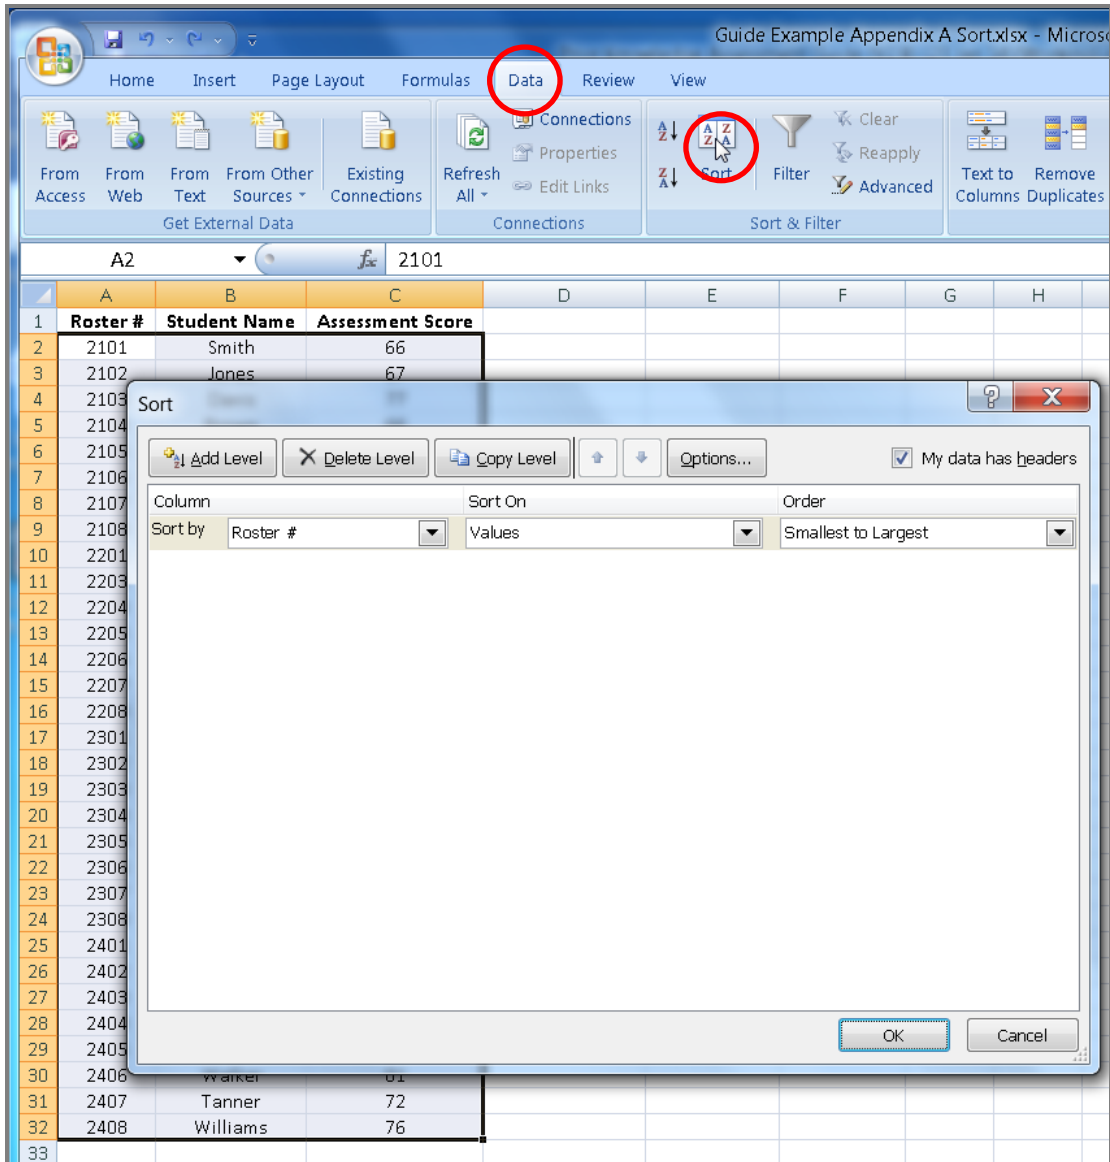 Guide Example Appendix A Sort.xlsx - Micros
Home Insert Page Layout Formulas Data Review View
From Access
From Web
From Text
From Other Sources
Existing Connections
Get External Data
Refresh All
Connections
Properties
Edit Links
Connections
Sort
Filter
Clear
Reapply
Advanced
Sort & Filter
Text to Columns
Remove Duplicates
A2 fx 2101
A B C D E F G H
1 Roster # Student Name Assessment Score
2 2101 Smith 66
3 2102 Jones 67
4 2103
5 2104
6 2105
7 2106
8 2107
9 2108
10 2201
11 2203
12 2204
13 2205
14 2206
15 2207
16 2208
17 2301
18 2302
19 2303
20 2304
21 2305
22 2306
23 2307
24 2308
25 2401
26 2402
27 2403
28 2404
29 2405
30 2406 Walker
31 2407 Tanner 72
32 2408 Williams 76
33
Sort
Add Level Delete Level Copy Level Options... My data has headers
Column Sort On Order
Sort by Roster # Values Smallest to Largest
OK Cancel